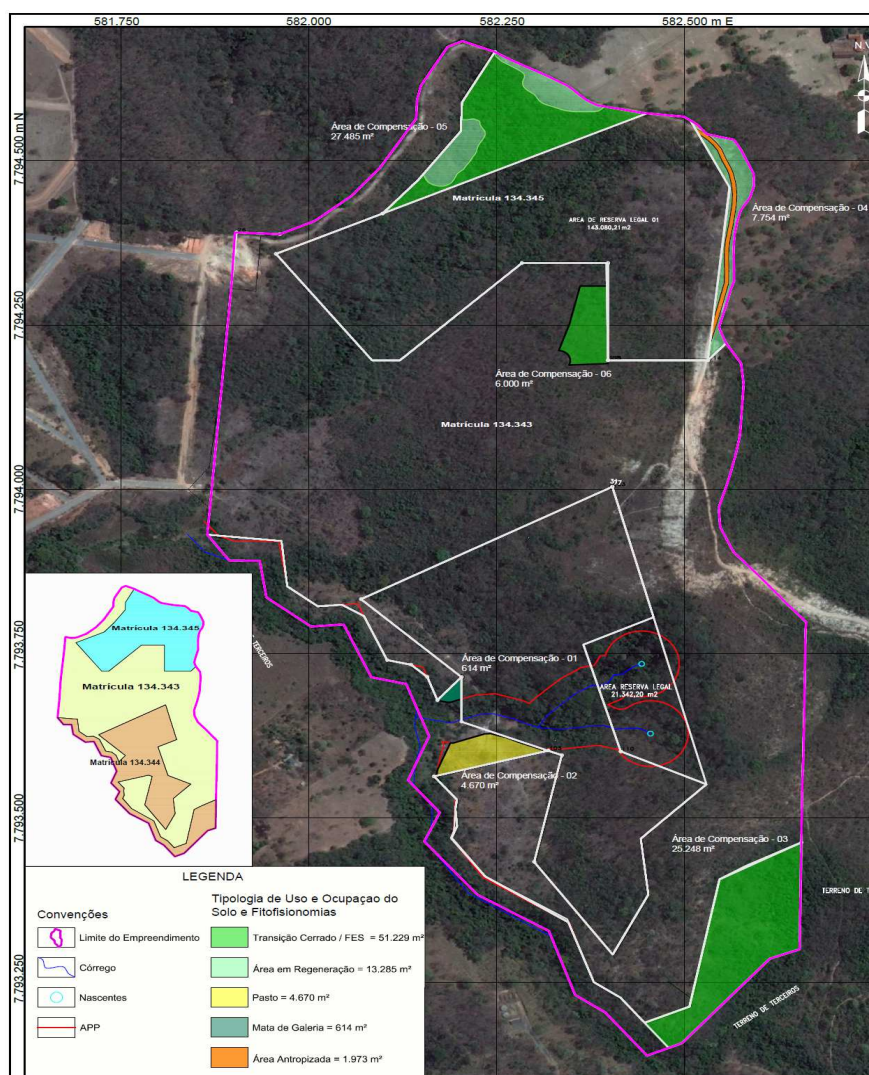 581.750
582.000
582.250
582.500 m E
N.V
7.794.500 m N
7.794.250
7.794.000
7.793.750
7.793.500
7.793.250
Área de Compensação - 05
27.485 m²
Matrícula 134.345
AREA DE RESERVA LEGAL 01
143.080,21m2
Área de Compensação - 04
7.754 m²
Área de Compensação - 06
6.000 m²
Matrícula 134.343
397
Área de Compensação - 01
614 m²
AREA RESERVA LEGAL
21.342,20 m2
Área de Compensação - 02
4.670 m²
Área de Compensação - 03
25.248 m²
TERRENO DE T
TERRENO DE TERCEIROS
TERCEIROS
Matrícula 134.345
Matrícula 134.343
Matrícula 134.344
LEGENDA
Convenções
Limite do Empreendimento
Córrego
Nascentes
APP
Tipologia de Uso e Ocupaçao do
Solo e Fitofisionomias
Transição Cerrado / FES = 51.229 m²
Área em Regeneração = 13.285 m²
Pasto = 4.670 m²
Mata de Galeria = 614 m²
Área Antropizada = 1.973 m²